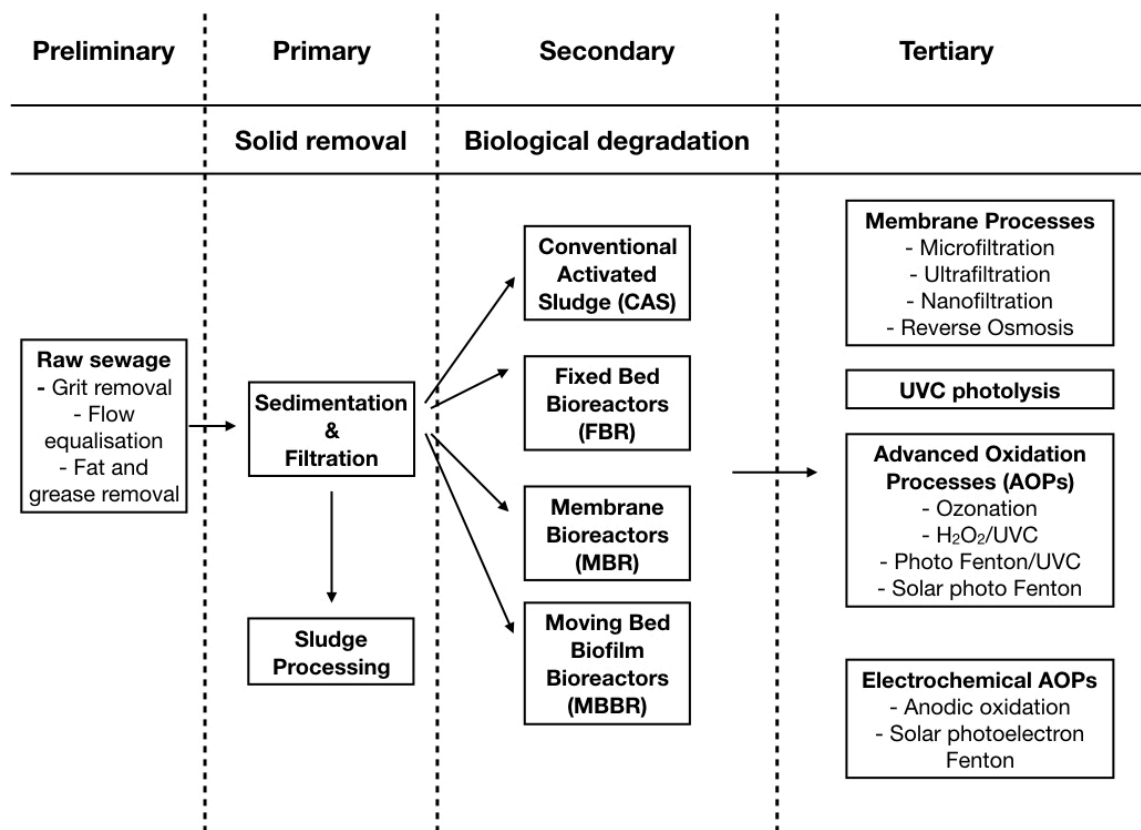 Preliminary
Primary
Secondary
Tertiary
Solid removal
Biological degradation
Raw sewage
- Grit removal
- Flow
equalisation
- Fat and
grease removal
Sedimentation
&
Filtration
Sludge
Processing
Conventional
Activated
Sludge (CAS)
Fixed Bed
Bioreactors
(FBR)
Membrane
Bioreactors
(MBR)
Moving Bed
Biofilm
Bioreactors
(MBBR)
Membrane Processes
- Microfiltration
- Ultrafiltration
- Nanofiltration
- Reverse Osmosis
UVC photolysis
Advanced Oxidation
Processes (AOPs)
- Ozonation
- H₂O₂/UVC
- Photo Fenton/UVC
- Solar photo Fenton
Electrochemical AOPs
- Anodic oxidation
- Solar photoelectron
Fenton